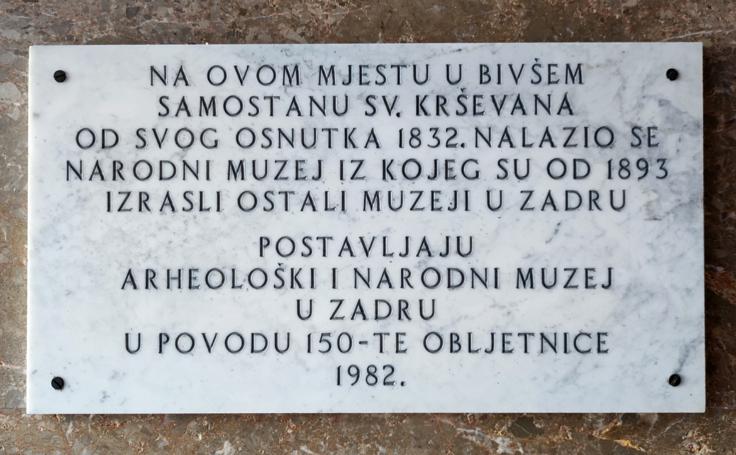 NA OVOM MJESTU U BIVŠEM
SAMOSTANU SV. KRŠEVANA
OD SVOG OSNUTKA 1832. NALAZIO SE
NARODNI MUZEJ IZ KOJEG SU OD 1893
IZRASLI OSTALI MUZEJI U ZADRU
POSTAVLJAJU
ARHEOLOŠKI I NARODNI MUZEJ
U ZADRU
U POVODU 150-TE OBLJETNICE
1982.